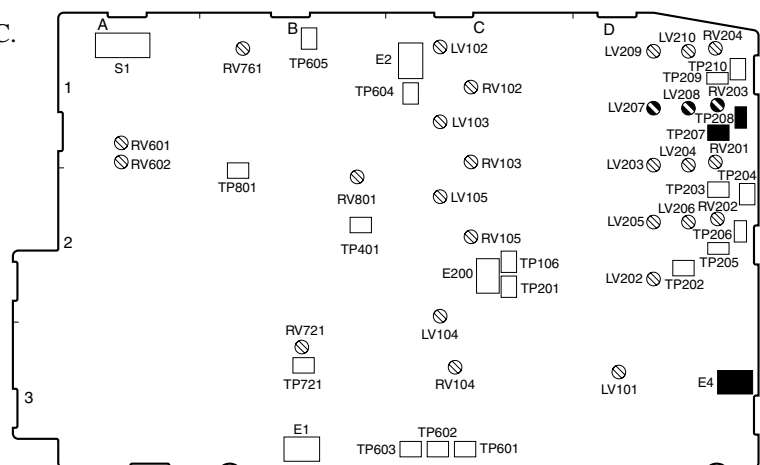 C.
A
B
C
D
S1
RV761
TP605
E2
TP604
LV102
RV102
LV103
RV103
LV105
RV105
LV209
LV210
RV204
TP210
TP209
LV208
RV203
LV207
TP208
TP207
RV201
LV204
LV203
TP204
TP203
LV206
RV202
LV205
TP206
TP205
LV202
TP202
1
RV601
RV602
TP801
RV801
TP401
2
E200
TP106
TP201
LV104
RV721
TP721
RV104
LV101
E4
3
E1
TP603
TP602
TP601